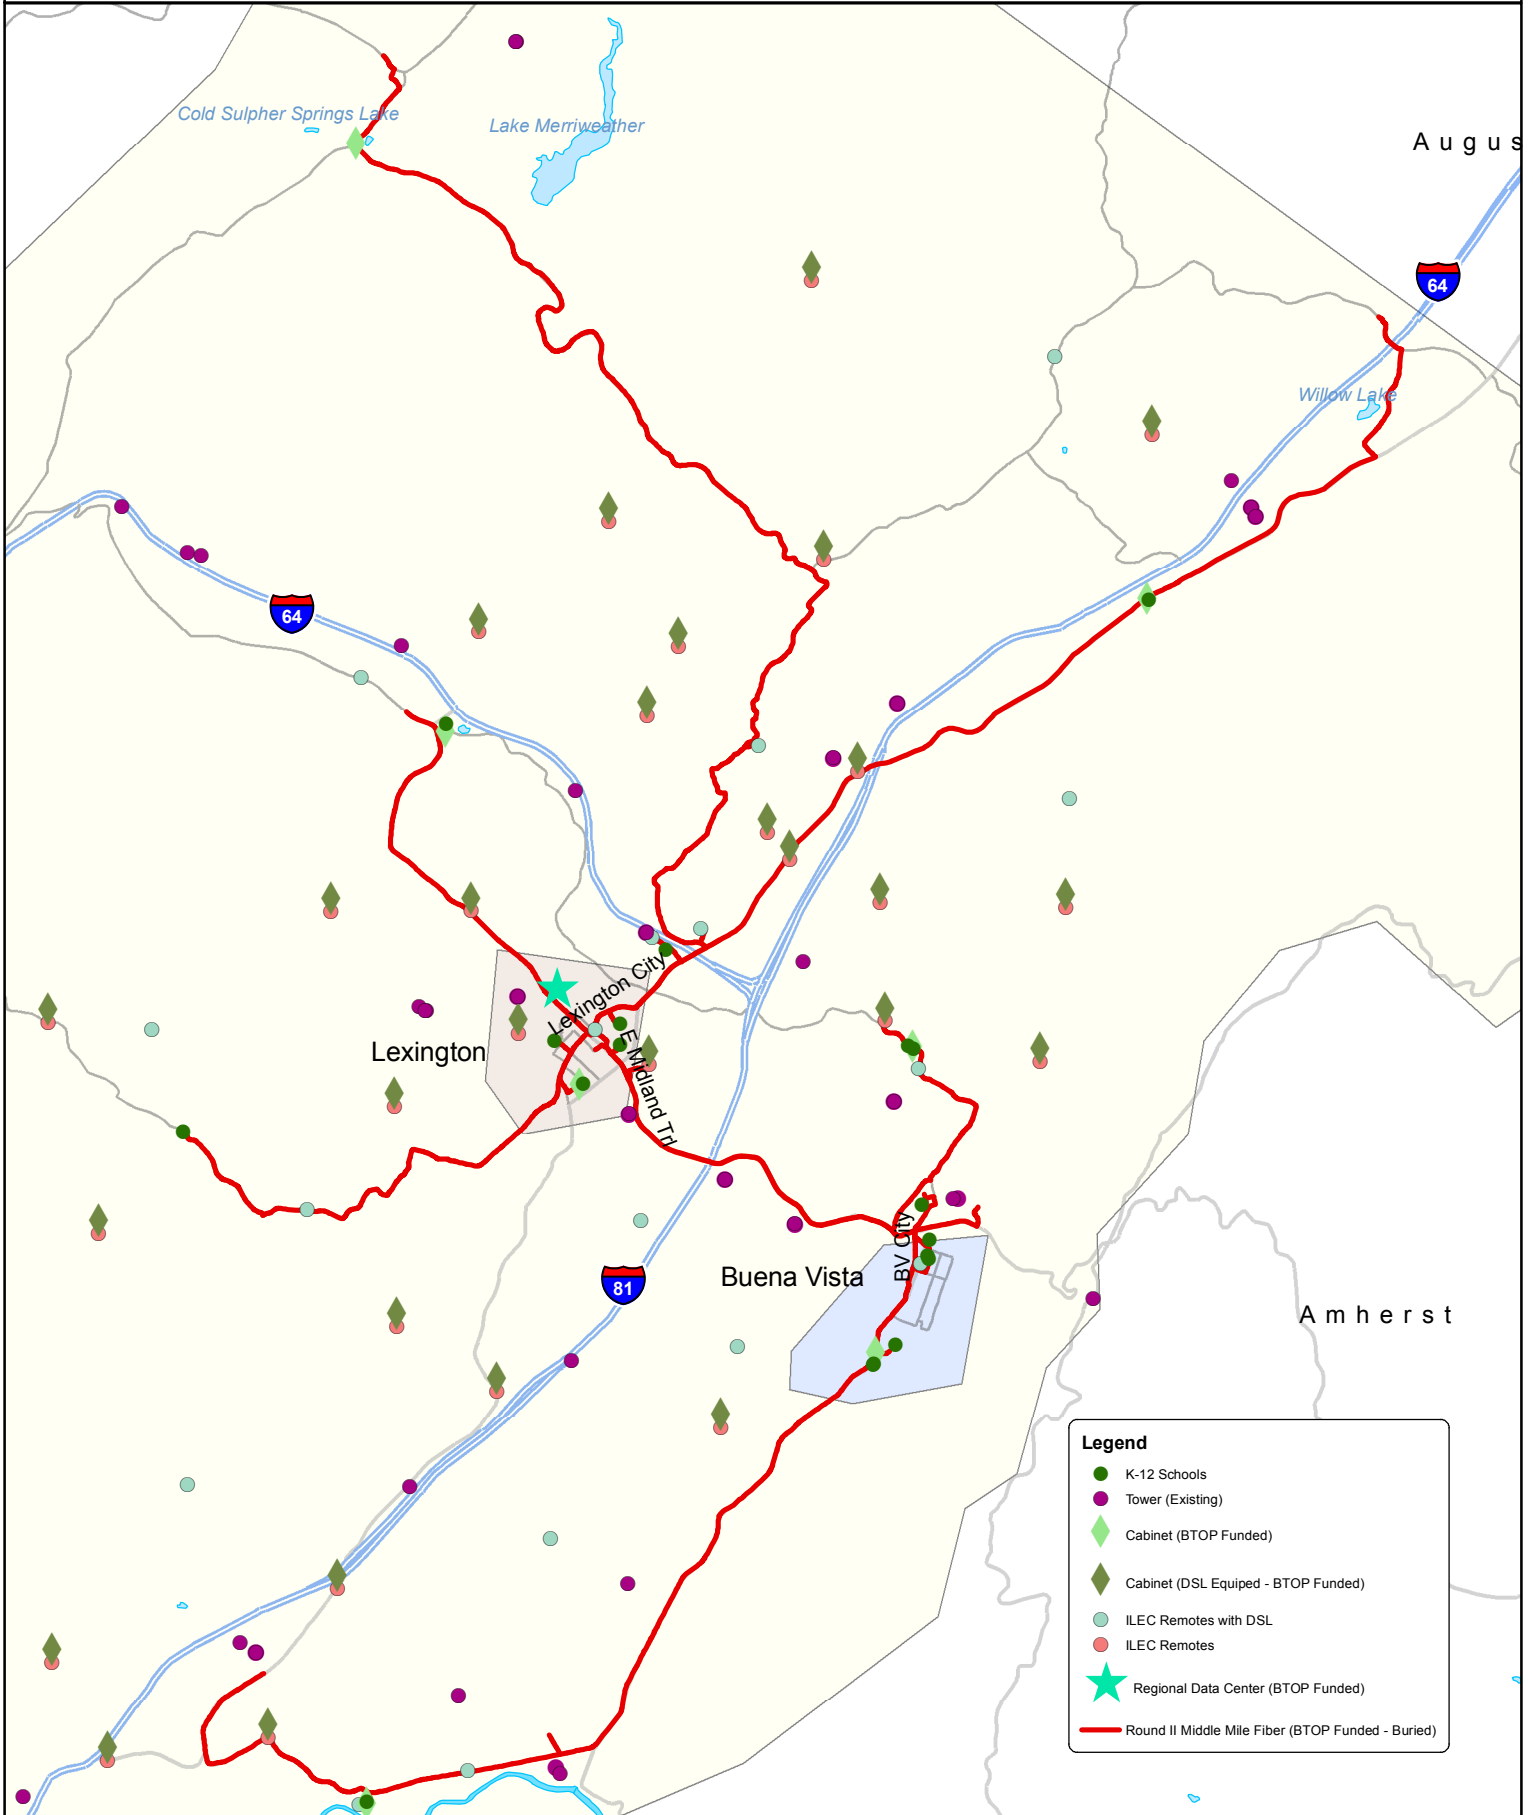 Cold Sulpher Springs Lake
Lake Merriweather
Augus
64
Willow Lake
64
Lexington City
Lexington
E Midland Trl
BV City
Buena Vista
81
Amherst
Legend
K-12 Schools
Tower (Existing)
Cabinet (BTOP Funded)
Cabinet (DSL Equiped - BTOP Funded)
ILEC Remotes with DSL
ILEC Remotes
Regional Data Center (BTOP Funded)
Round II Middle Mile Fiber (BTOP Funded - Buried)